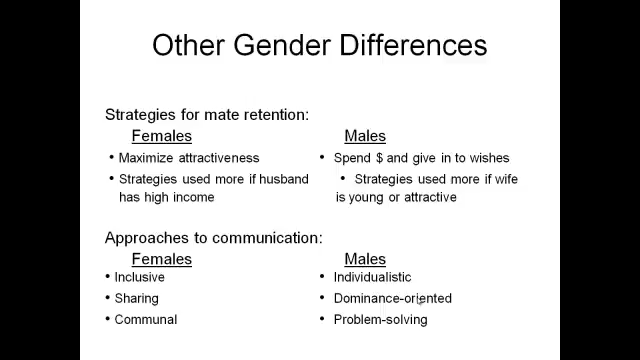 Other Gender Differences
Strategies for mate retention:
Females Males
• Maximize attractiveness • Spend $ and give in to wishes
• Strategies used more if husband • Strategies used more if wife
has high income is young or attractive
Approaches to communication:
Females Males
• Inclusive • Individualistic
• Sharing • Dominance-oriented
• Communal • Problem-solving